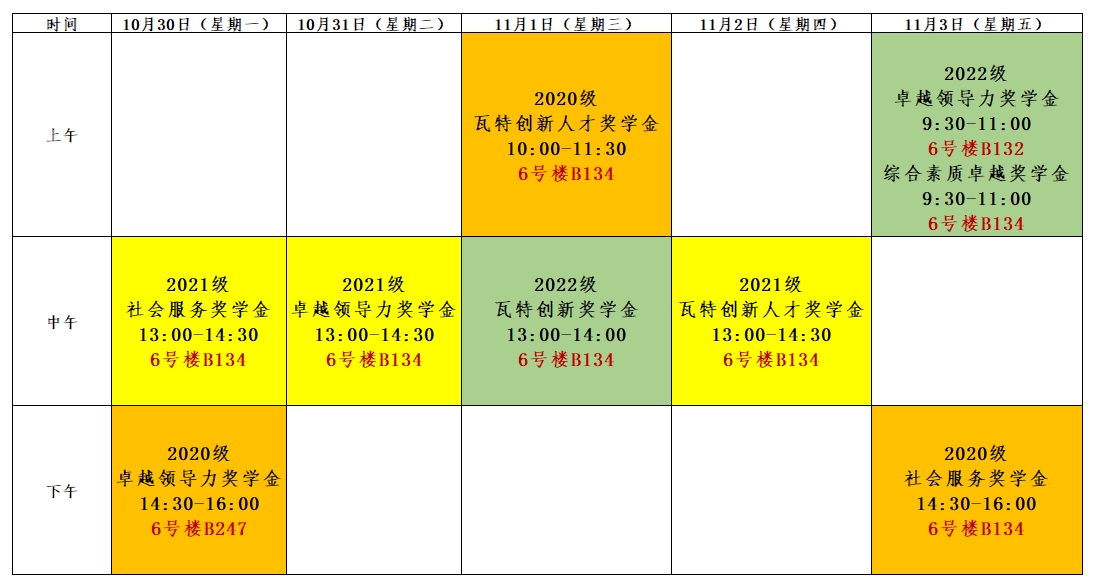 时间
10月30日（星期一）
10月31日（星期二）
11月1日（星期三）
11月2日（星期四）
11月3日（星期五）
上午
2020级
瓦特创新人才奖学金
10:00-11:30
6号楼B134
2022级
卓越领导力奖学金
9:30-11:00
6号楼B132
综合素质卓越奖学金
9:30-11:00
6号楼B134
中午
2021级
社会服务奖学金
13:00-14:30
6号楼B134
2021级
卓越领导力奖学金
13:00-14:30
6号楼B134
2022级
瓦特创新奖学金
13:00-14:00
6号楼B134
2021级
瓦特创新人才奖学金
13:00-14:30
6号楼B134
下午
2020级
卓越领导力奖学金
14:30-16:00
6号楼B247
2020级
社会服务奖学金
14:30-16:00
6号楼B134